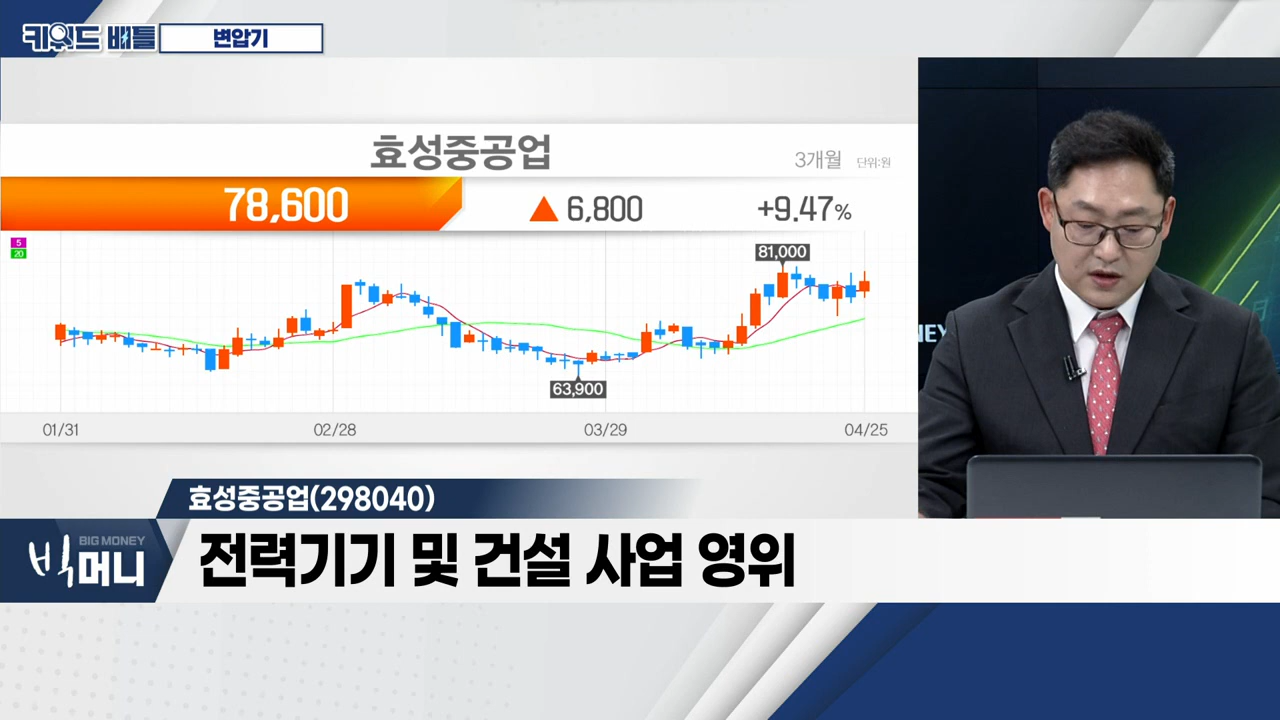 키워드 배틀
변압기
효성중공업
3개월 단위:원
78,600
▲ 6,800
+9.47%
5
20
81,000
63,900
01/31
02/28
03/29
04/25
NEY
효성중공업(298040)
BIG MONEY
빅머니
전력기기 및 건설 사업 영위